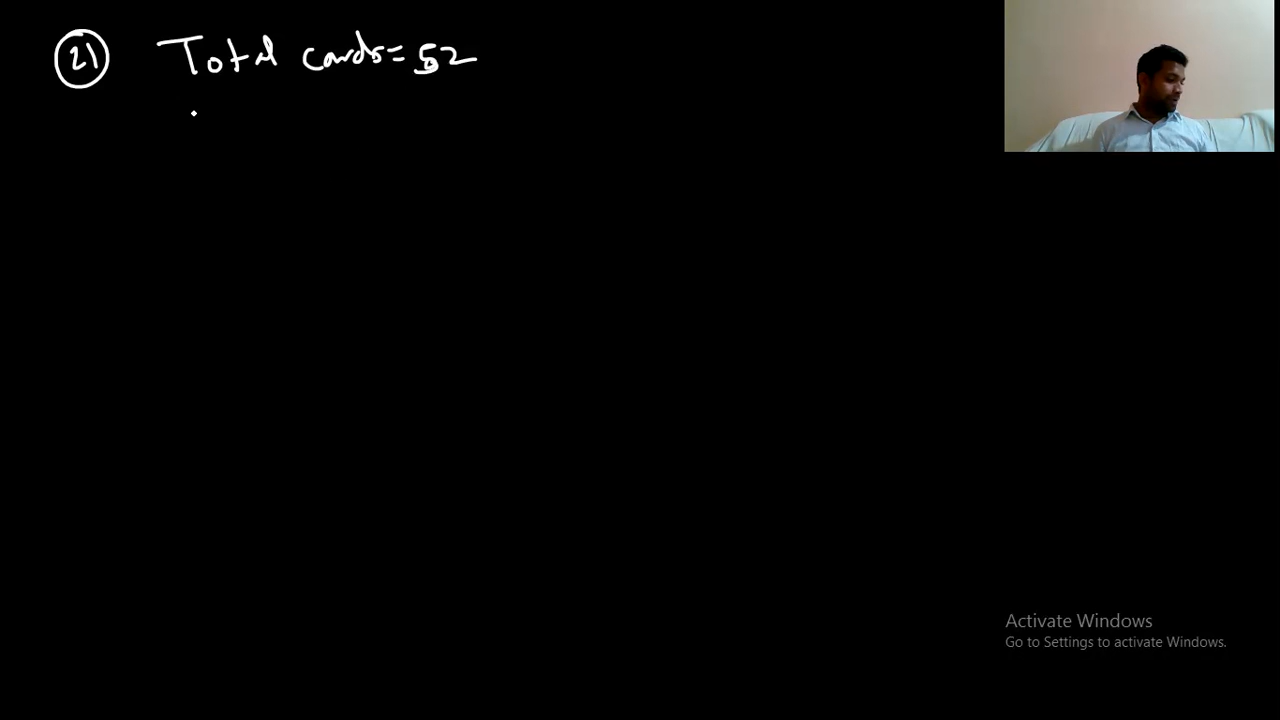 21 Total cards = 52
Activate Windows
Go to Settings to activate Windows.